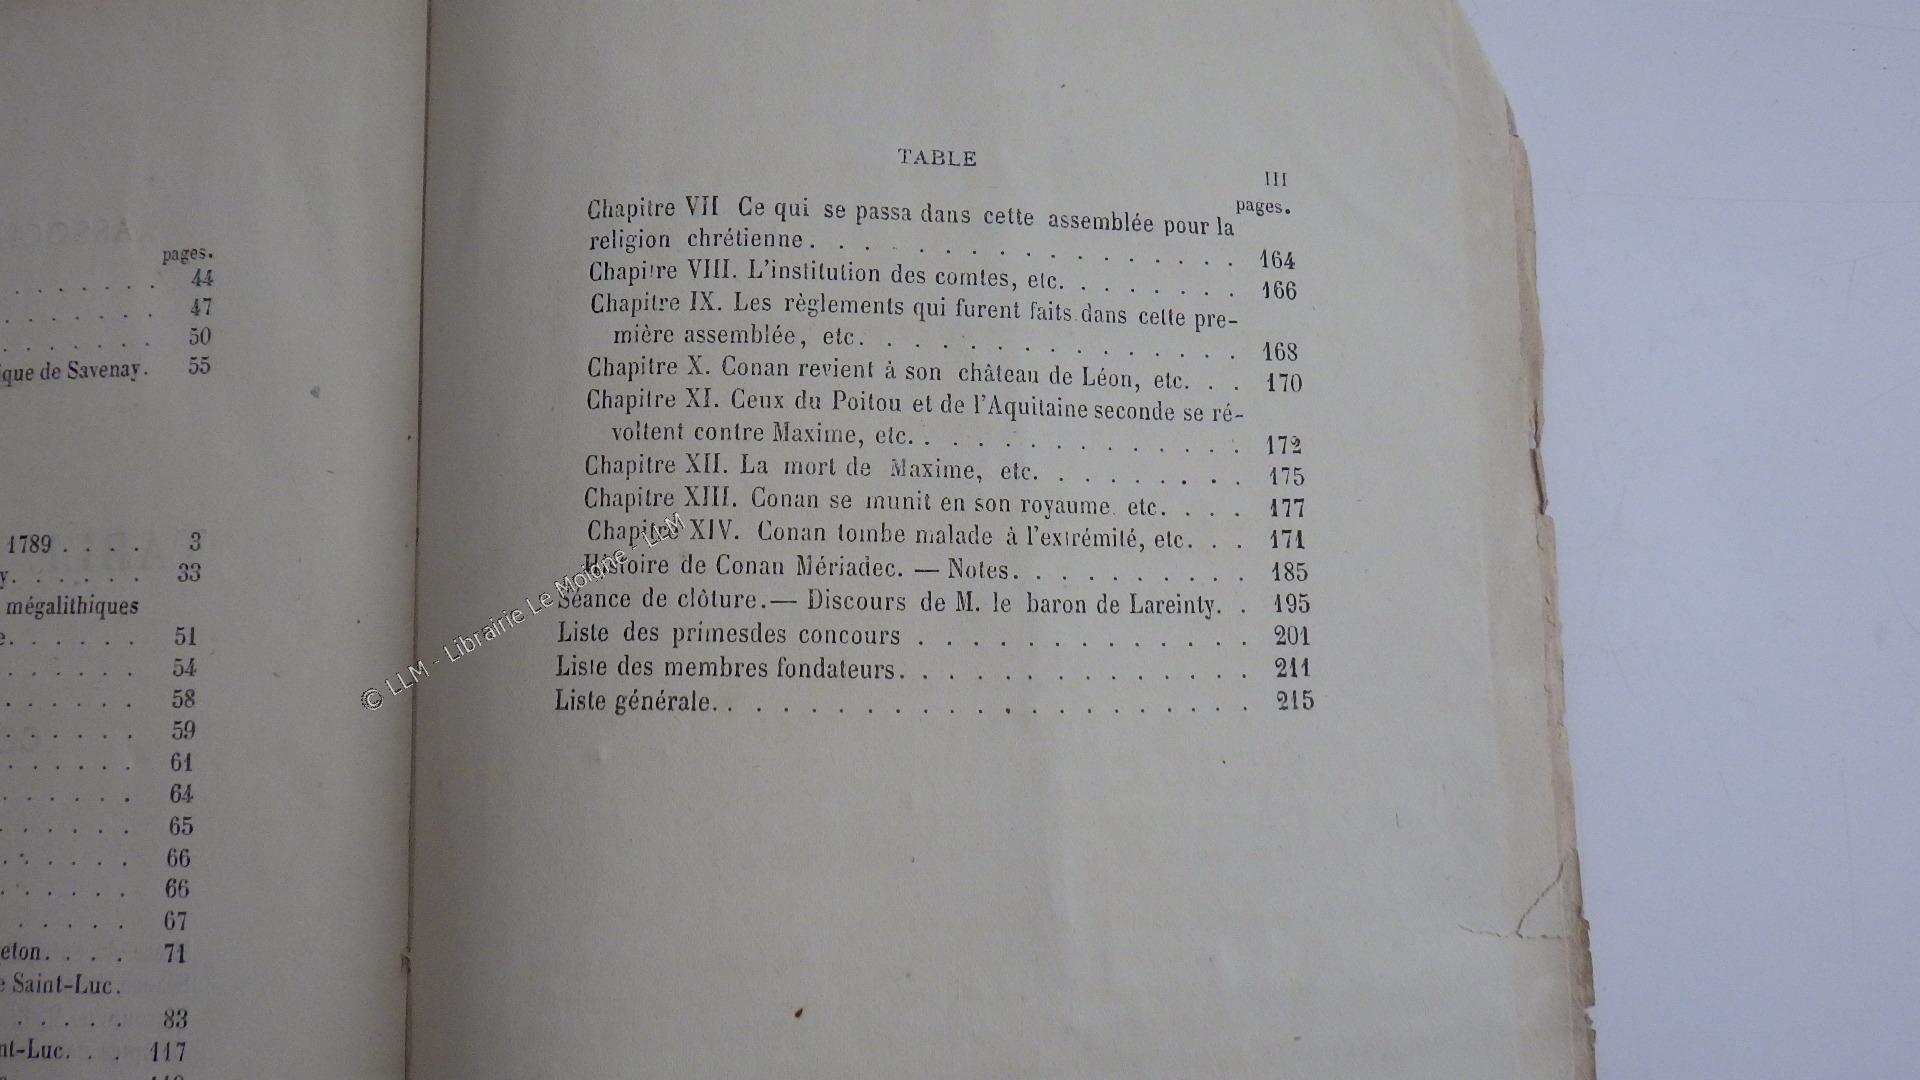 pages.
44
47
50
ique de Savenay. 55
1789 . . . . 3
y. . . . . . 33
mégalithiques
e. . . . . . 51
54
58
59
61
64
65
66
66
67
eton. . . . 71
e Saint-Luc.
83
nt-Luc. . . 117
TABLE
III
pages.
Chapitre VII Ce qui se passa dans cette assemblée pour la
religion chrétienne. . . . . . . . . . . . . . . . 164
Chapitre VIII. L'institution des comtes, etc. . . . . . . 166
Chapitre IX. Les règlements qui furent faits dans cette pre-
mière assemblée, etc. . . . . . . . . . . . . . . 168
Chapitre X. Conan revient à son château de Léon, etc. . . 170
Chapitre XI. Ceux du Poitou et de l'Aquitaine seconde se ré-
voltent contre Maxime, etc. . . . . . . . . . . . . 172
Chapitre XII. La mort de Maxime, etc. . . . . . . . 175
Chapitre XIII. Conan se munit en son royaume. etc. . . . 177
Chapitre XIV. Conan tombe malade à l'extrémité, etc. . . 171
Histoire de Conan Mériadec. — Notes. . . . . . . . . 185
Séance de clôture.— Discours de M. le baron de Lareinty. . 195
Liste des primesdes concours . . . . . . . . . . . . 201
Liste des membres fondateurs. . . . . . . . . . . . . 211
Liste générale. . . . . . . . . . . . . . . . . . . . 215
© LLM - Librairie Le Moigne - LLM